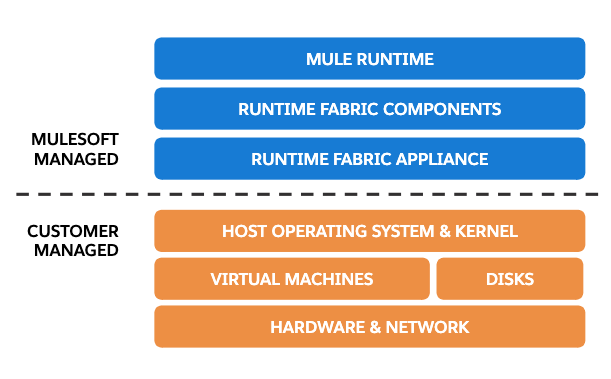 MULE RUNTIME
RUNTIME FABRIC COMPONENTS
MULESOFT
MANAGED
RUNTIME FABRIC APPLIANCE
CUSTOMER
MANAGED
HOST OPERATING SYSTEM & KERNEL
VIRTUAL MACHINES
DISKS
HARDWARE & NETWORK